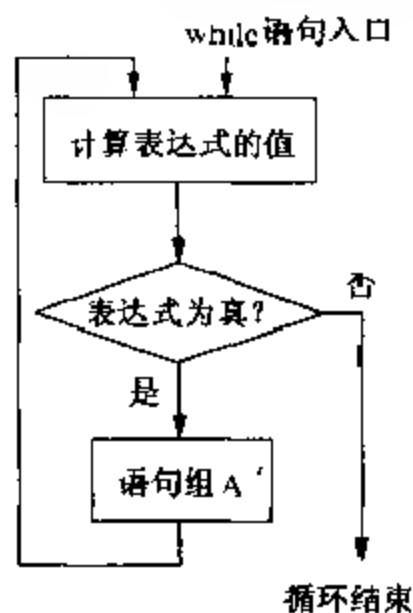 while语句入口
计算表达式的值
表达式为真?
否
是
语句组A
循环结束